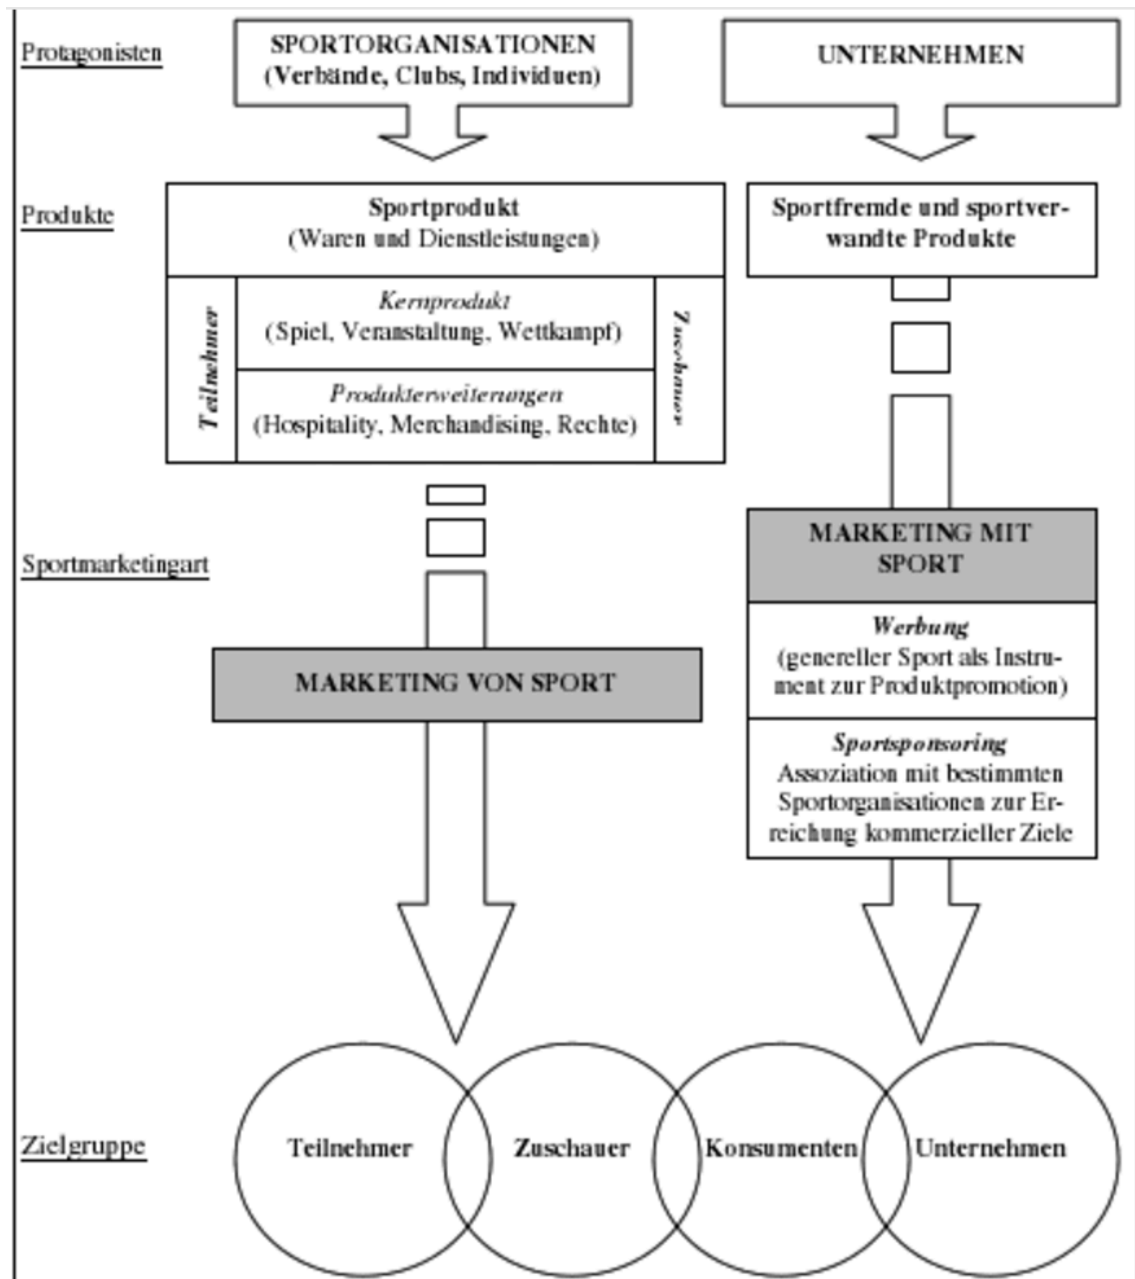 Protagonisten
SPORTORGANISATIONEN
(Verbände, Clubs, Individuen)
UNTERNEHMEN
Produkte
Sportprodukt
(Waren und Dienstleistungen)
Teilnehmer
Kernprodukt
(Spiel, Veranstaltung, Wettkampf)
Produkterweiterungen
(Hospitality, Merchandising, Rechte)
Zuschauer
Sportfremde und sportver-
wandte Produkte
Sportmarketingart
MARKETING VON SPORT
MARKETING MIT
SPORT
Werbung
(genereller Sport als Instru-
ment zur Produktpromotion)
Sportsponsoring
Assoziation mit bestimmten
Sportorganisationen zur Er-
reichung kommerzieller Ziele
Zielgruppe
Teilnehmer
Zuschauer
Konsumenten
Unternehmen